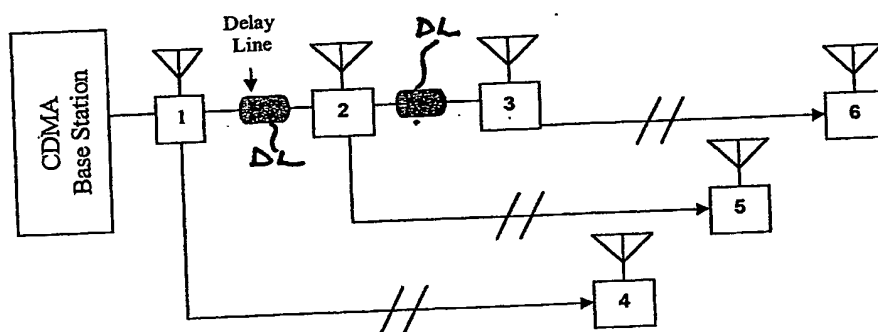 Delay
Line
DL
CDMA
Base Station
1
2
3
6
DL
5
4